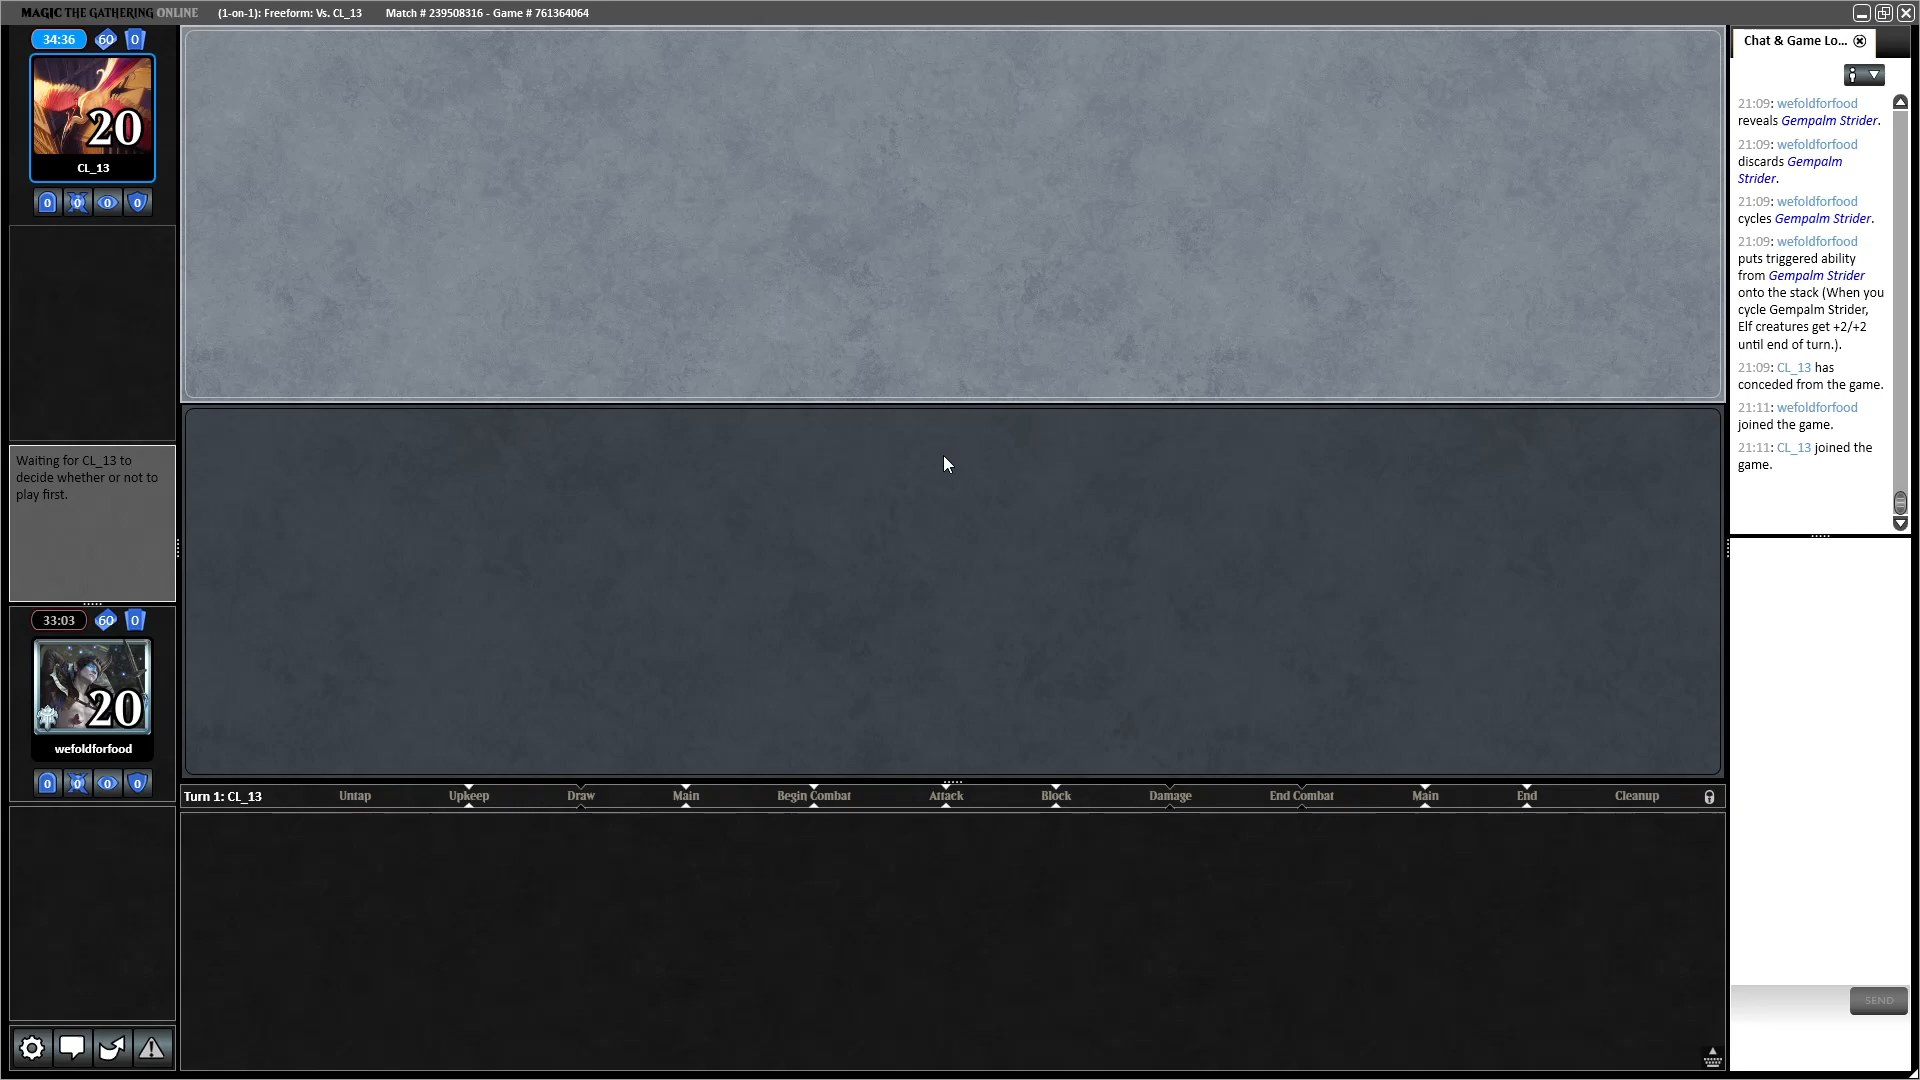 MAGIC THE GATHERING ONLINE (1-on-1): Freeform: Vs. CL_13 Match # 239508316 - Game # 761364064
34:36 60 0
20
CL_13
0 0 0 0
Waiting for CL_13 to
decide whether or not to
play first.
33:03 60 0
20
wefoldforfood
0 0 0 0
Turn 1: CL_13 Untap Upkeep Draw Main Begin Combat Attack Block Damage End Combat Main End Cleanup
Chat & Game Lo...
21:09: wefoldforfood
reveals Gempalm Strider.
21:09: wefoldforfood
discards Gempalm
Strider.
21:09: wefoldforfood
cycles Gempalm Strider.
21:09: wefoldforfood
puts triggered ability
from Gempalm Strider
onto the stack (When you
cycle Gempalm Strider,
Elf creatures get +2/+2
until end of turn.).
21:09: CL_13 has
conceded from the game.
21:11: wefoldforfood
joined the game.
21:11: CL_13 joined the
game.
SEND